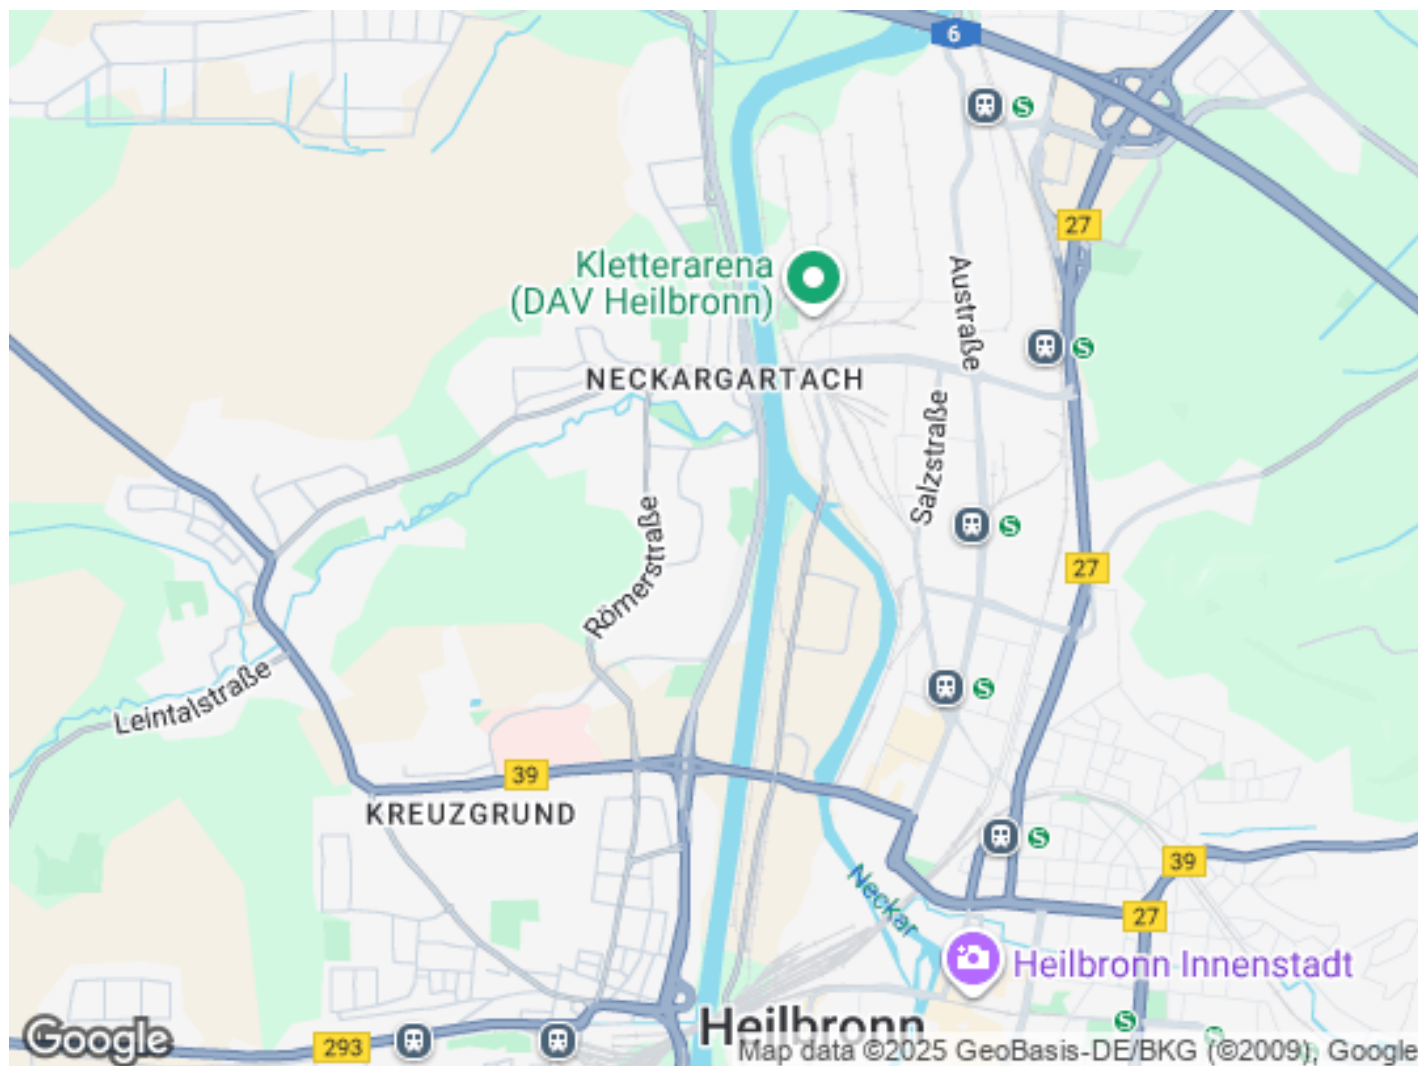 6
S
27
Kletterarena
(DAV Heilbronn)
Austraße
S
NECKARGARTACH
Salzstraße
S
Römerstraße
27
Leintalstraße
S
39
KREUZGRUND
S
39
Neckar
27
Heilbronn Innenstadt
Heilbronn
S
S
Google
293
Map data ©2025 GeoBasis-DE/BKG (©2009), Google